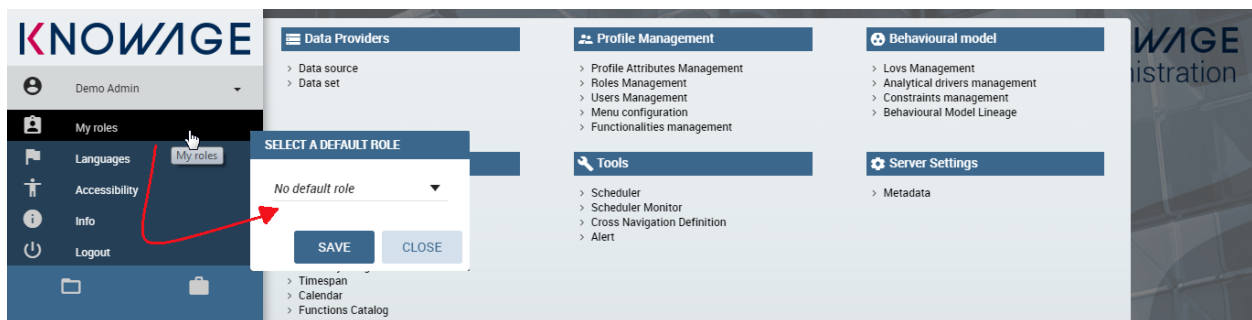 KNOWAGE
Demo Admin
My roles
My roles
Languages
Accessibility
Info
Logout
Data Providers
Data source
Data set
Profile Management
Profile Attributes Management
Roles Management
Users Management
Menu configuration
Functionalities management
Behavioural model
Lovs Management
Analytical drivers management
Constraints management
Behavioural Model Lineage
WAGE
istration
SELECT A DEFAULT ROLE
No default role
SAVE
CLOSE
Tools
Scheduler
Scheduler Monitor
Cross Navigation Definition
Alert
Server Settings
Metadata
Timespan
Calendar
Functions Catalog